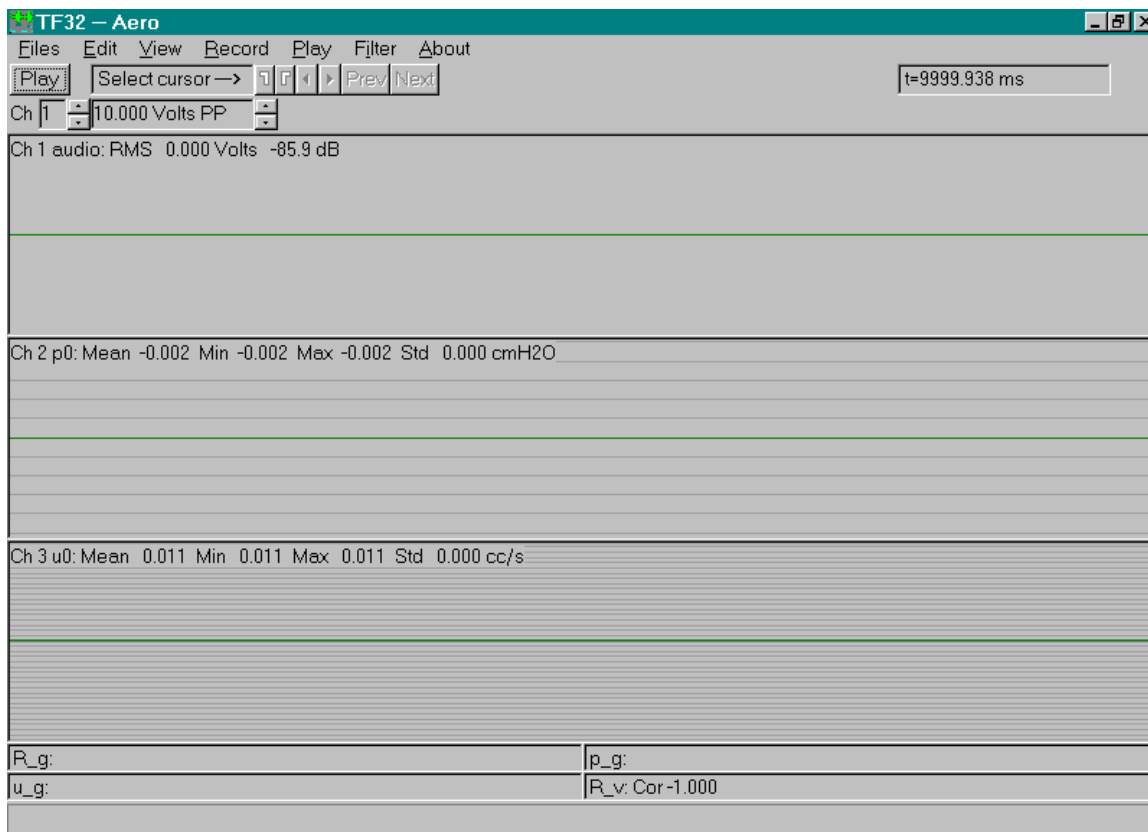 TF32 – Aero
Files Edit View Record Play Filter About
Play Select cursor –> Prev Next t=9999.938 ms
Ch 1 10.000 Volts PP
Ch 1 audio: RMS 0.000 Volts -85.9 dB
Ch 2 p0: Mean -0.002 Min -0.002 Max -0.002 Std 0.000 cmH2O
Ch 3 u0: Mean 0.011 Min 0.011 Max 0.011 Std 0.000 cc/s
R_g: p_g:
u_g: R_v: Cor -1.000